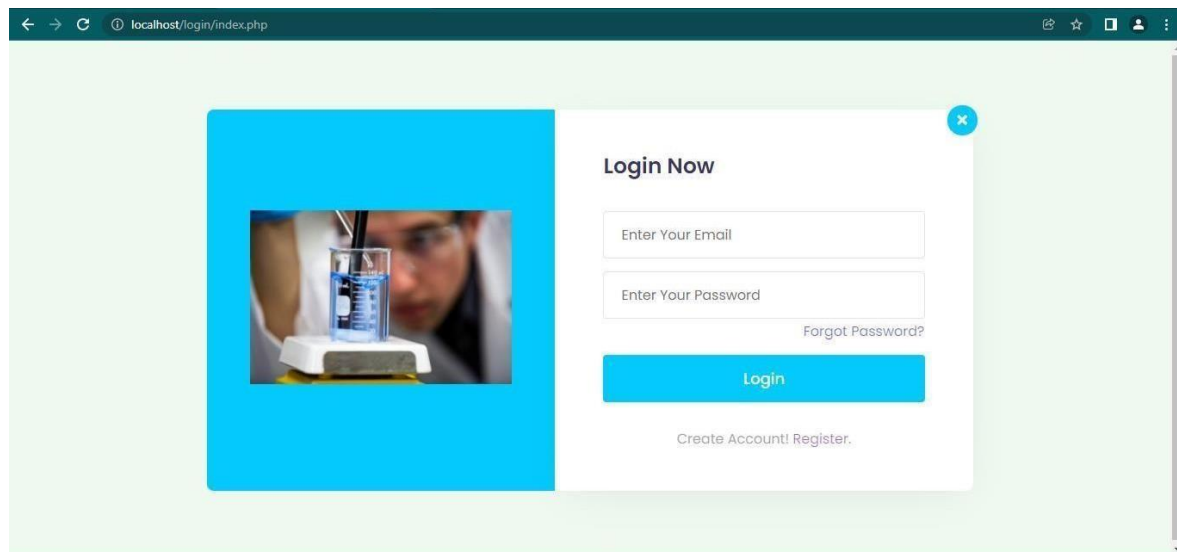 localhost/login/index.php
Login Now
Enter Your Email
Enter Your Password
Forgot Password?
Login
Create Account! Register.